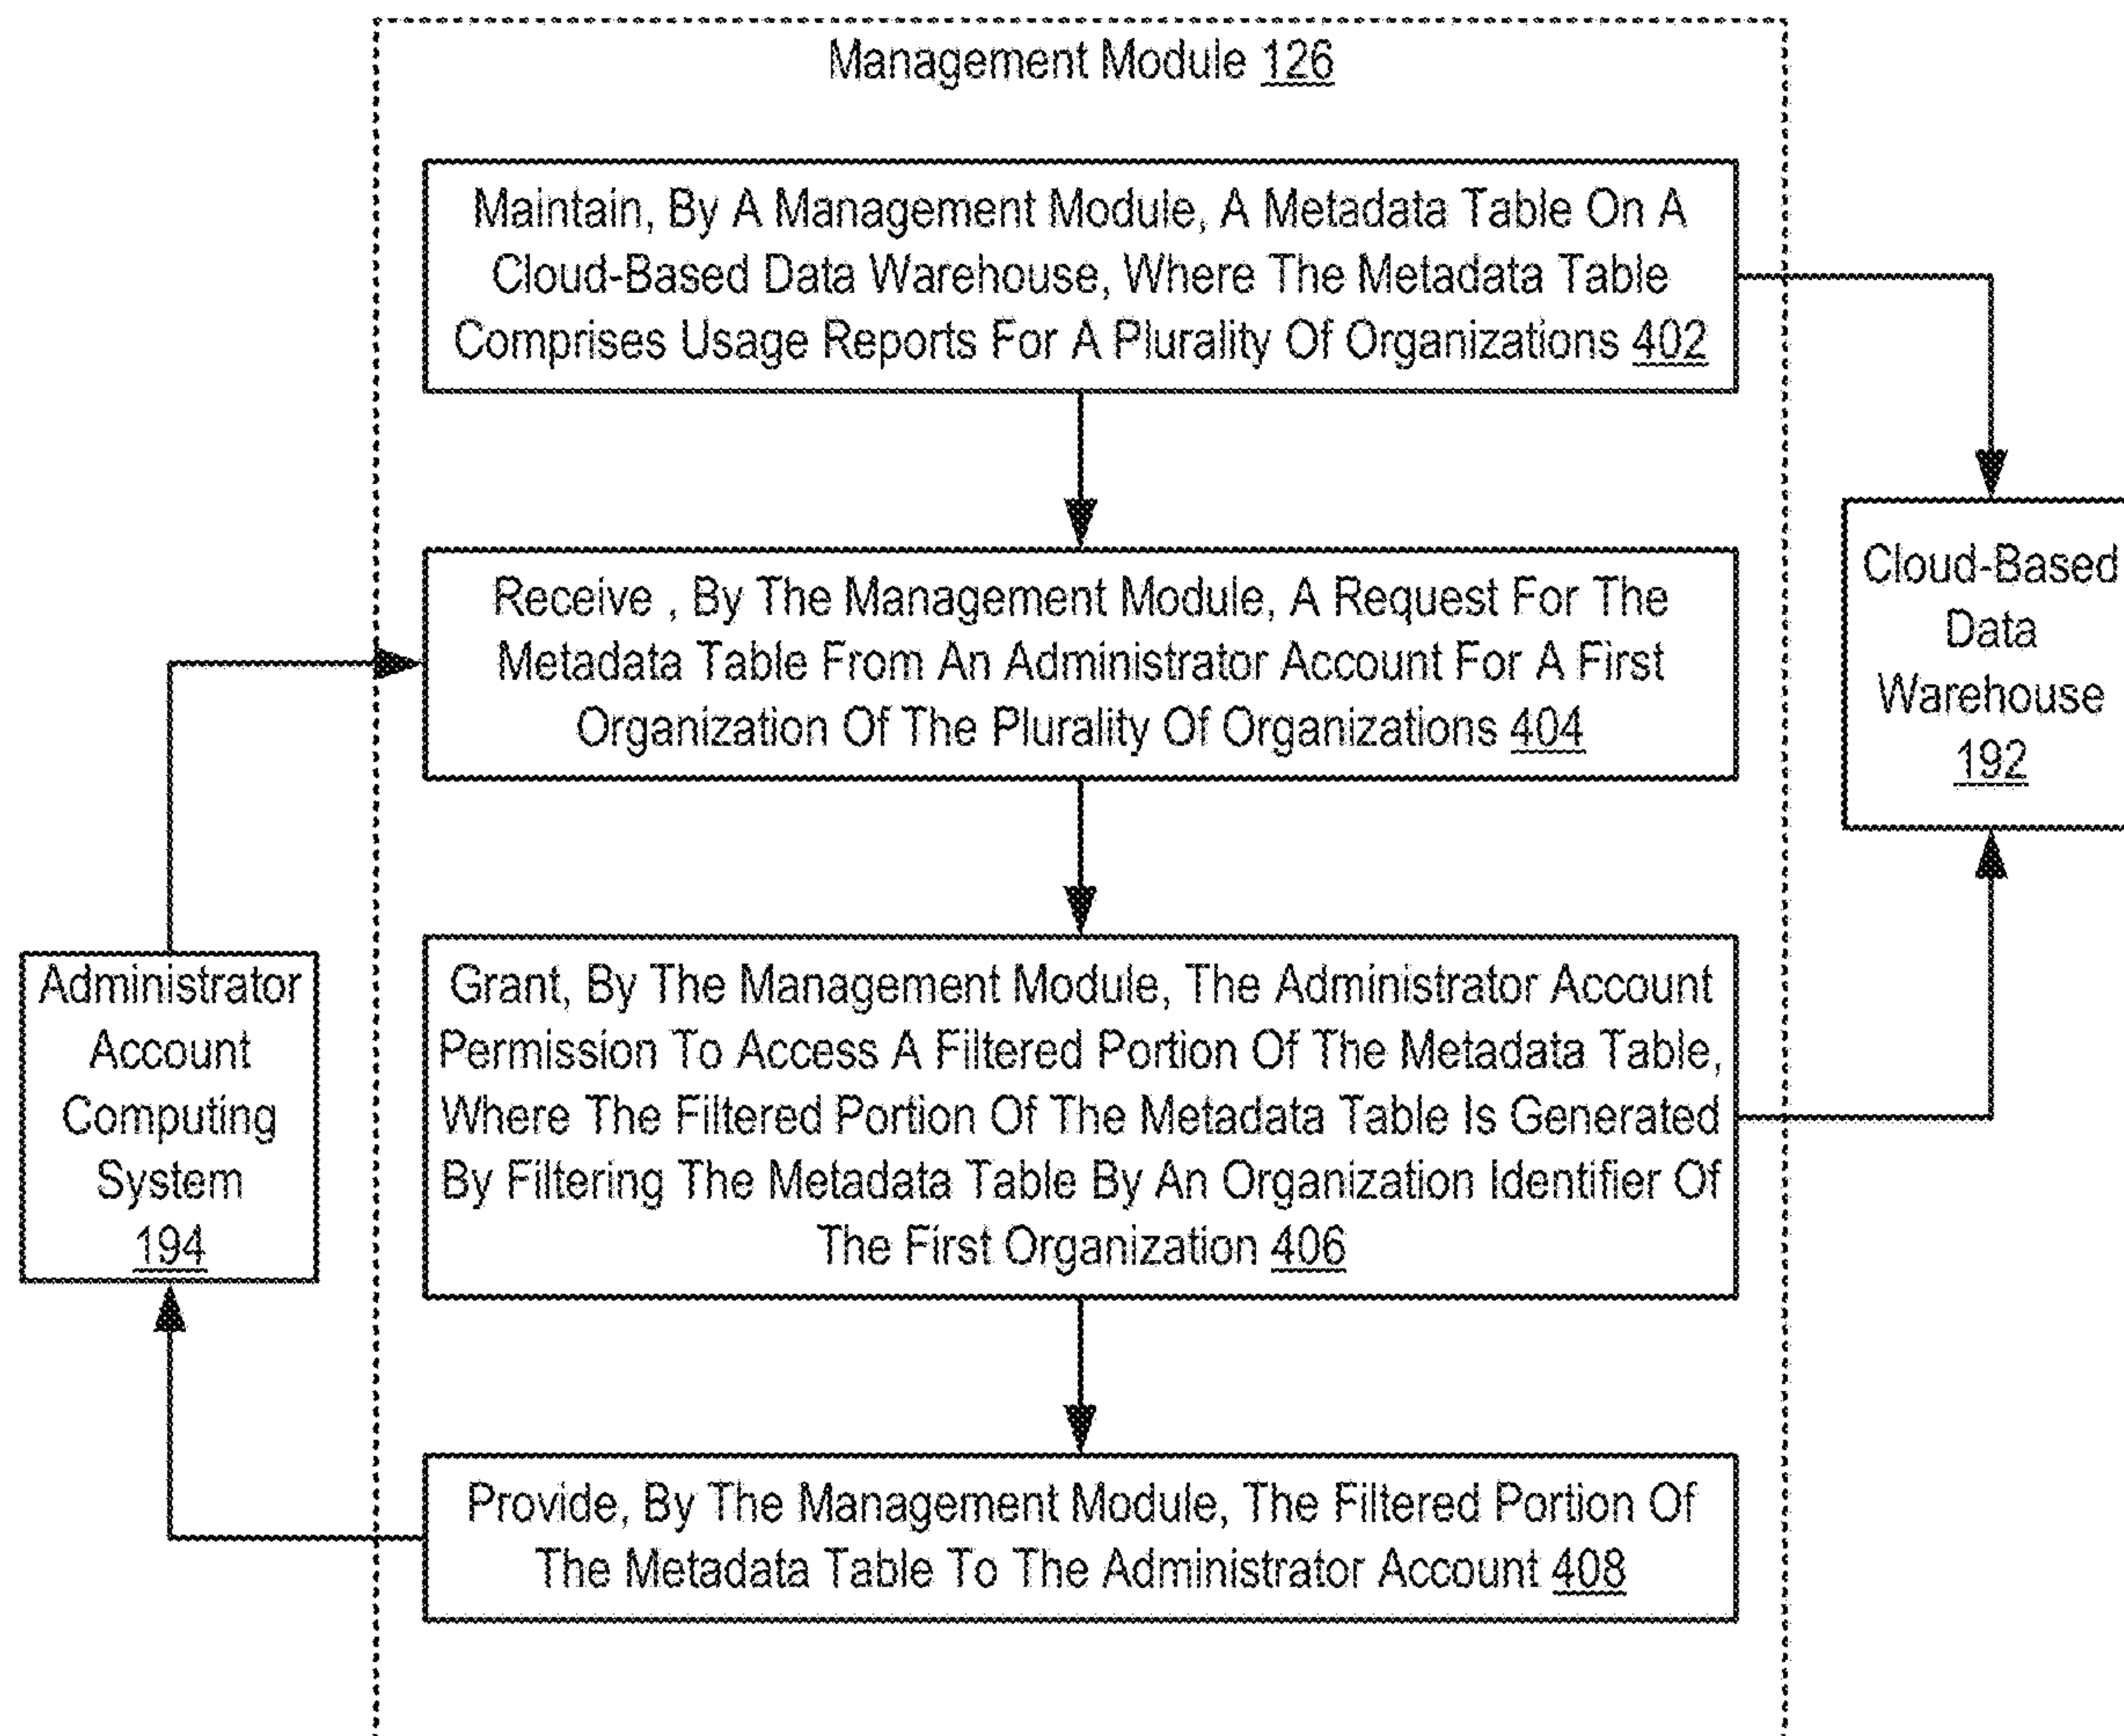 Management Module 126
Maintain, By A Management Module, A Metadata Table On A
Cloud-Based Data Warehouse, Where The Metadata Table
Comprises Usage Reports For A Plurality Of Organizations 402
Receive , By The Management Module, A Request For The
Metadata Table From An Administrator Account For A First
Organization Of The Plurality Of Organizations 404
Cloud-Based
Data
Warehouse
192
Grant, By The Management Module, The Administrator Account
Permission To Access A Filtered Portion Of The Metadata Table,
Where The Filtered Portion Of The Metadata Table Is Generated
By Filtering The Metadata Table By An Organization Identifier Of
The First Organization 406
Administrator
Account
Computing
System
194
Provide, By The Management Module, The Filtered Portion Of
The Metadata Table To The Administrator Account 408